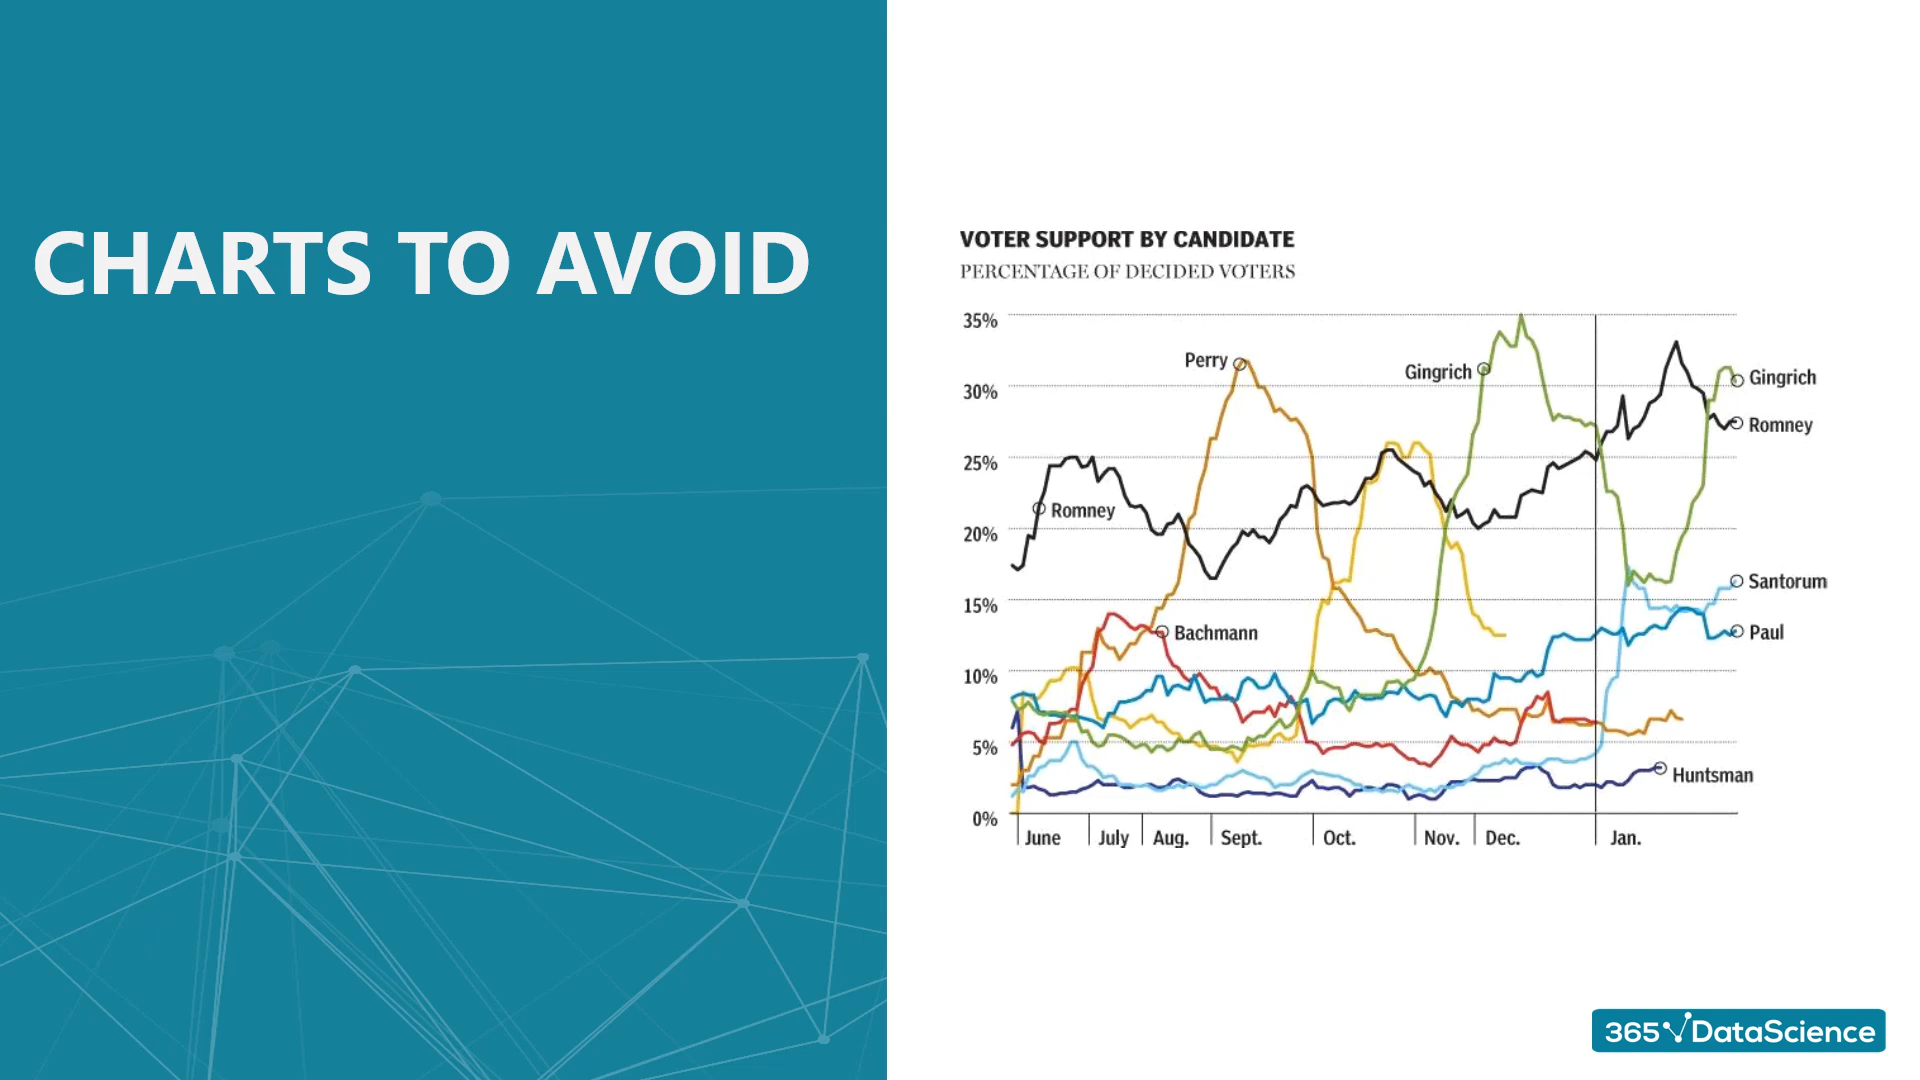 CHARTS TO AVOID
VOTER SUPPORT BY CANDIDATE
PERCENTAGE OF DECIDED VOTERS
35%
Perry
Gingrich
Gingrich
30%
Romney
25%
Romney
20%
Santorum
15%
Bachmann
Paul
10%
5%
Huntsman
0%
June July Aug. Sept. Oct. Nov. Dec. Jan.
365 DataScience